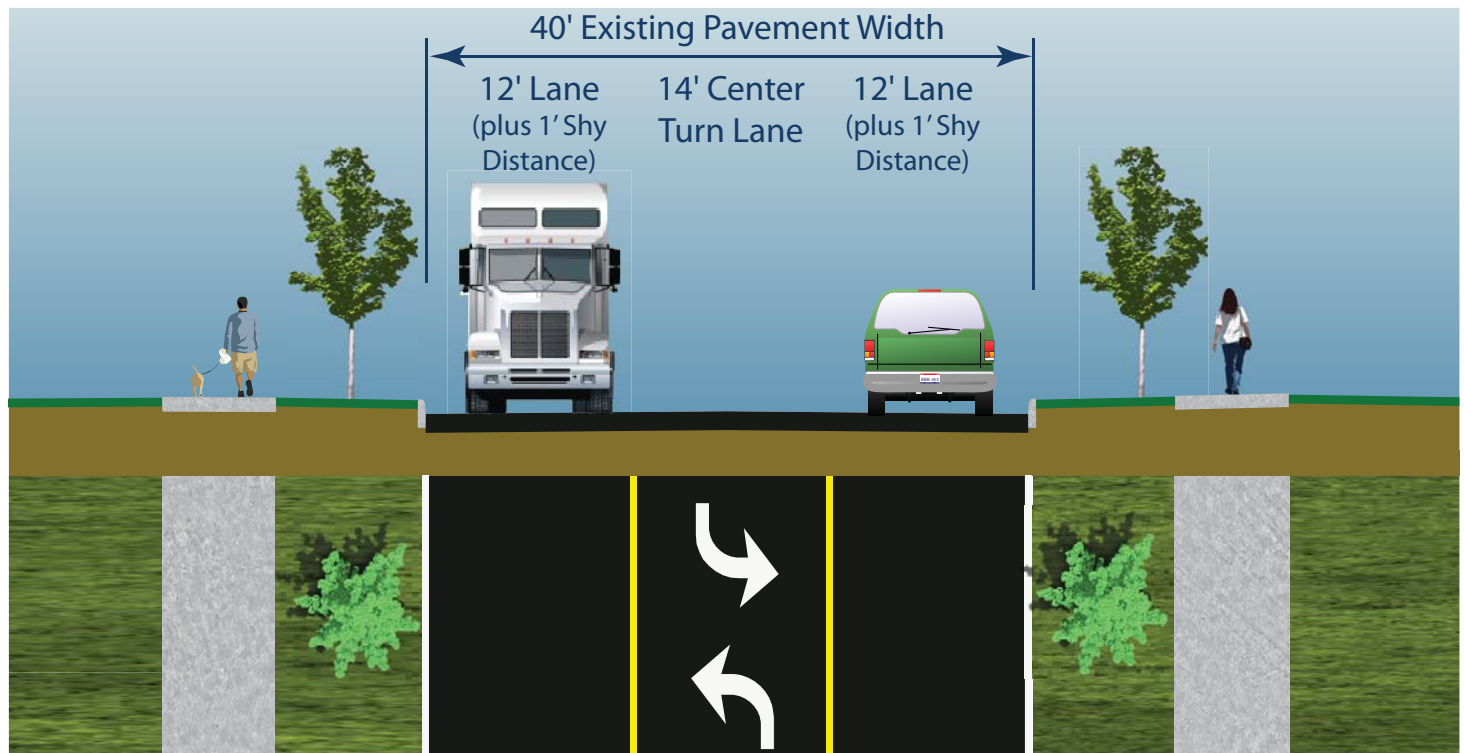 40' Existing Pavement Width
12' Lane
(plus 1’ Shy
Distance)
14' Center
Turn Lane
12' Lane
(plus 1’ Shy
Distance)